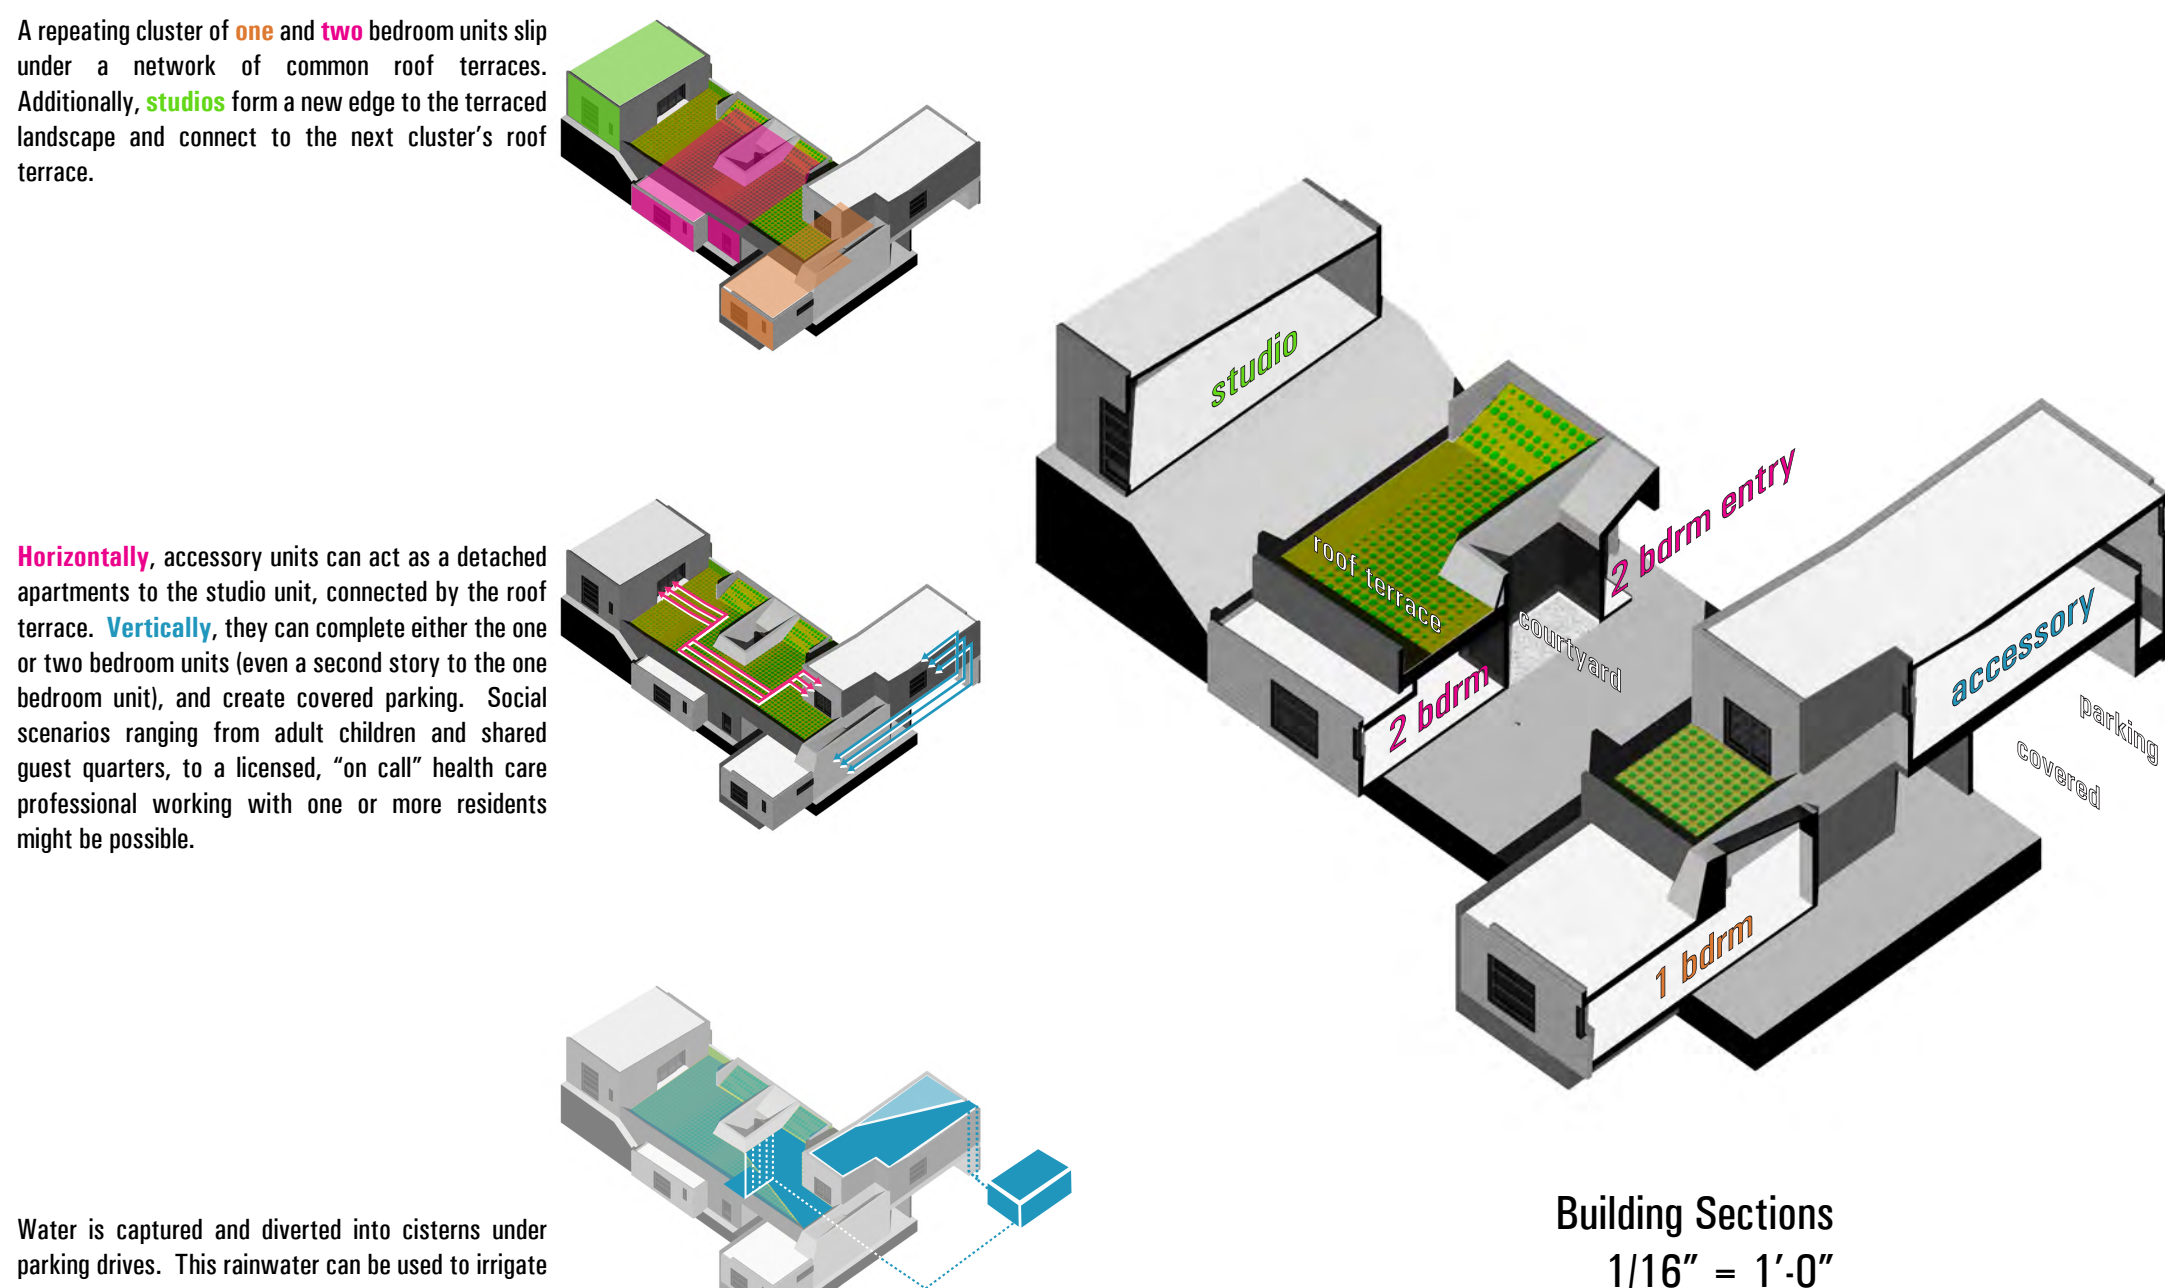 A repeating cluster of one and two bedroom units slip
under a network of common roof terraces.
Additionally, studios form a new edge to the terraced
landscape and connect to the next cluster's roof
terrace.
Horizontally, accessory units can act as a detached
apartments to the studio unit, connected by the roof
terrace. Vertically, they can complete either the one
or two bedroom units (even a second story to the one
bedroom unit), and create covered parking. Social
scenarios ranging from adult children and shared
guest quarters, to a licensed, “on call” health care
professional working with one or more residents
might be possible.
Water is captured and diverted into cisterns under
parking drives. This rainwater can be used to irrigate
studio
roof terrace
2 bdrm entry
courtyard
2 bdrm
accessory
parking
covered
1 bdrm
Building Sections
1/16” = 1’-0”